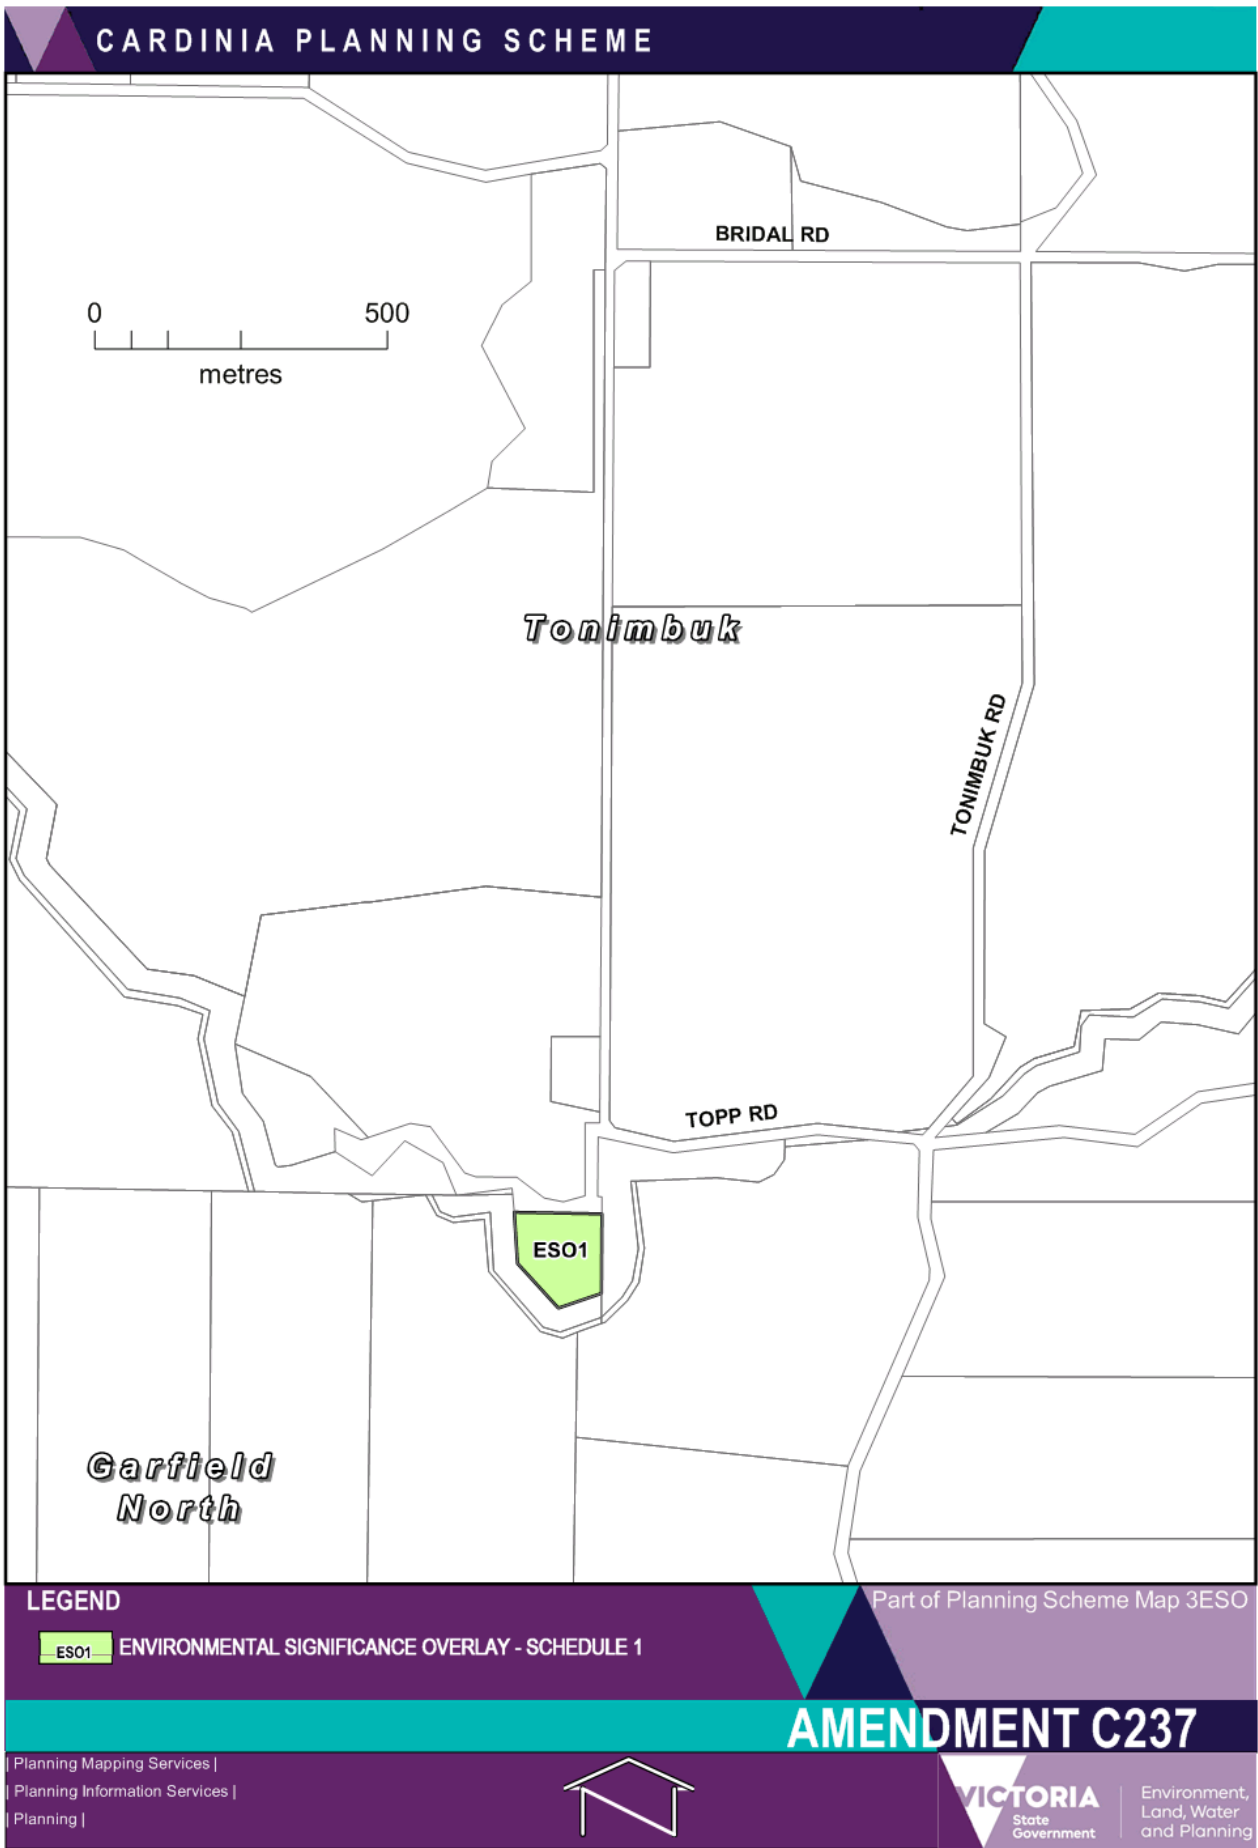 CARDINIA PLANNING SCHEME
BRIDAL RD
0 500
metres
Tonimbuk
TONIMBUK RD
TOPP RD
ESO1
Garfield
North
LEGEND
Part of Planning Scheme Map 3ESO
ESO1 ENVIRONMENTAL SIGNIFICANCE OVERLAY - SCHEDULE 1
AMENDMENT C237
| Planning Mapping Services |
| Planning Information Services |
| Planning |
VICTORIA
State
Government
Environment,
Land, Water
and Planning